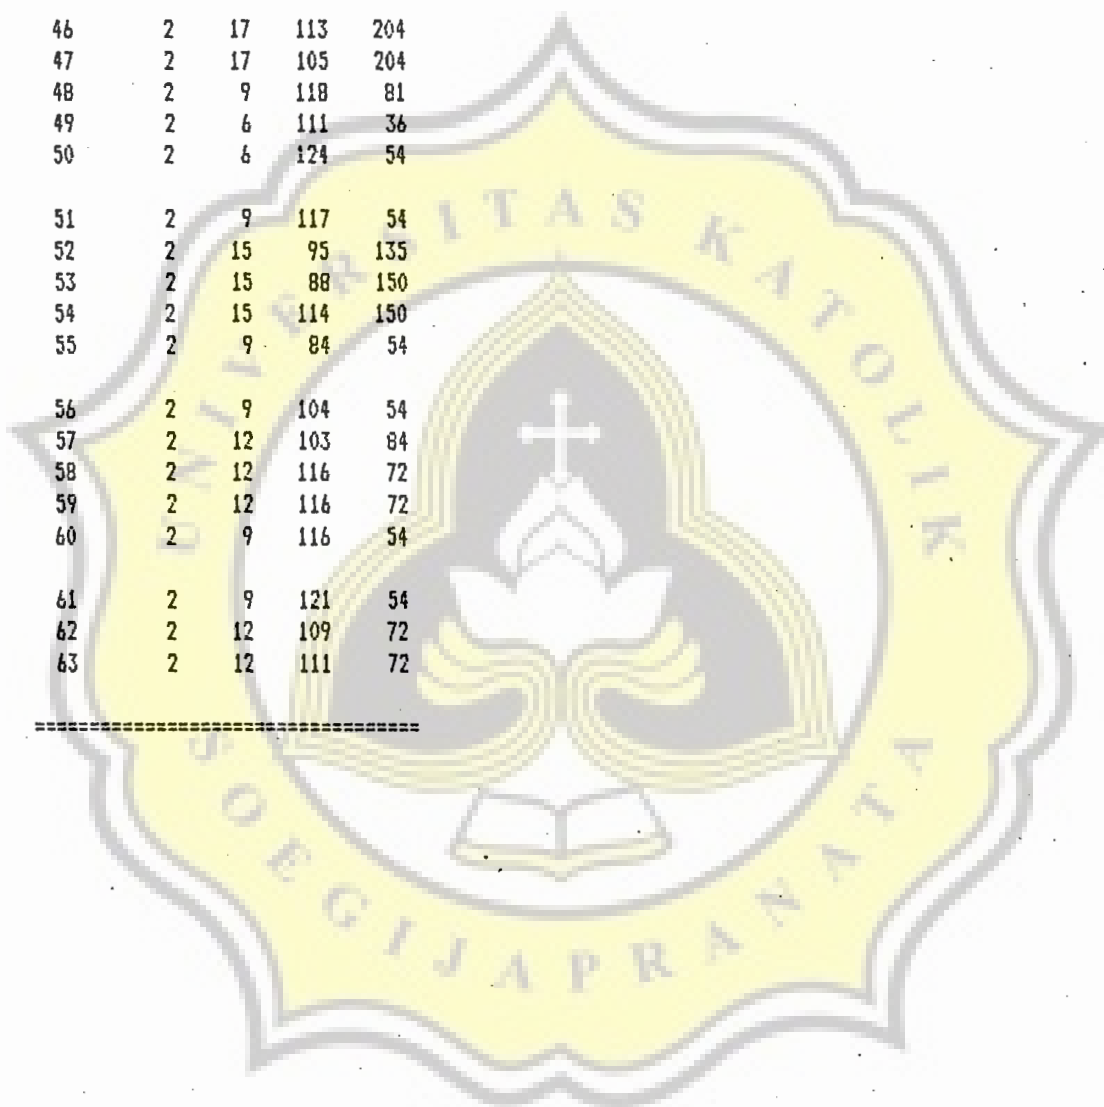 46 2 17 113 204
47 2 17 105 204
48 2 9 118 81
49 2 6 111 36
50 2 6 124 54
51 2 9 117 54
52 2 15 95 135
53 2 15 88 150
54 2 15 114 150
55 2 9 84 54
56 2 9 104 54
57 2 12 103 84
58 2 12 116 72
59 2 12 116 72
60 2 9 116 54
61 2 9 121 54
62 2 12 109 72
63 2 12 111 72
===================================
UNIVERSITAS KATOLIK
SOEGIJAPRANATA